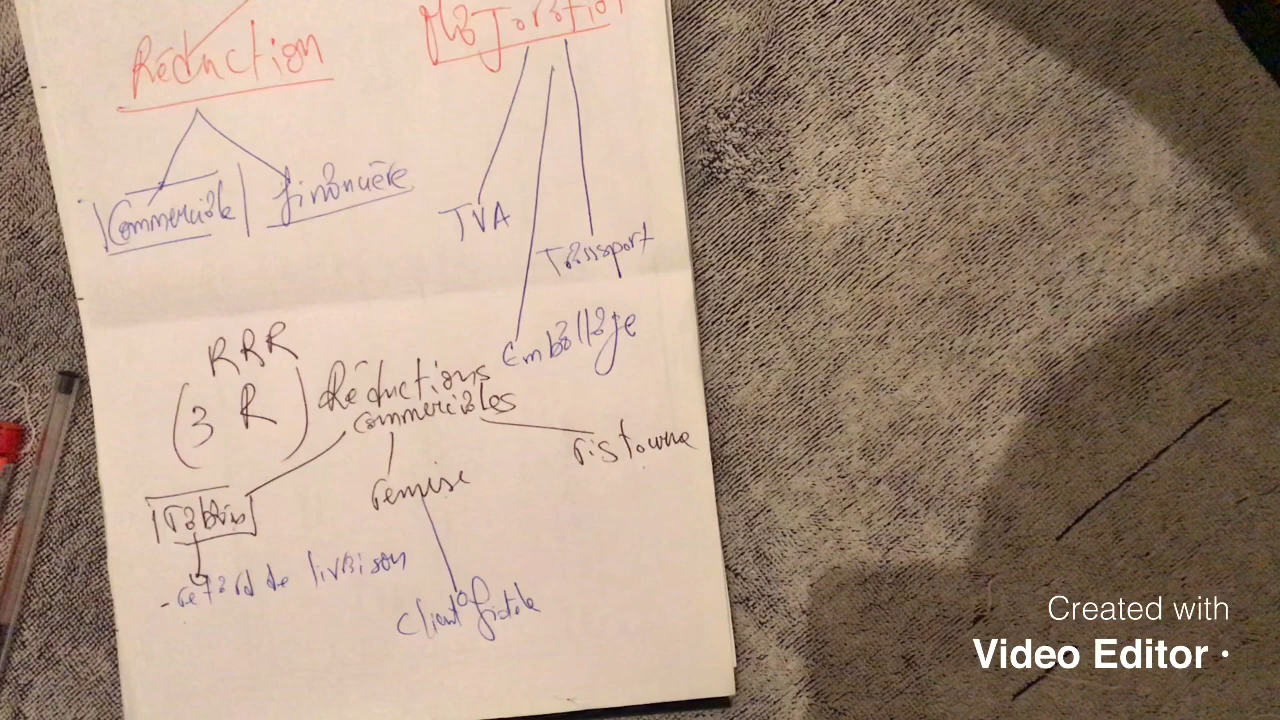 Réduction
Majoration
Commerciale
financière
TVA
Transport
Emballage
RRR
(3 R)
Réductions
commerciales
rabais
remise
ristourne
- retard de livraison
client fidèle
Created with
Video Editor ·